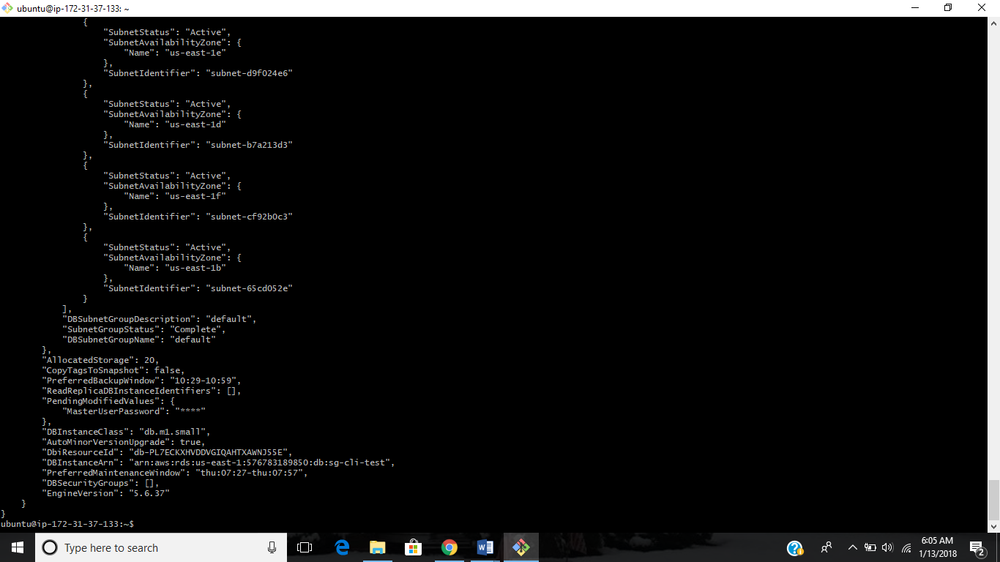 ubuntu@ip-172-31-37-133: ~
{
"SubnetStatus": "Active",
"SubnetAvailabilityZone": {
"Name": "us-east-1e"
},
"SubnetIdentifier": "subnet-d9f024e6"
},
{
"SubnetStatus": "Active",
"SubnetAvailabilityZone": {
"Name": "us-east-1d"
},
"SubnetIdentifier": "subnet-b7a213d3"
},
{
"SubnetStatus": "Active",
"SubnetAvailabilityZone": {
"Name": "us-east-1f"
},
"SubnetIdentifier": "subnet-cf92b0c3"
},
{
"SubnetStatus": "Active",
"SubnetAvailabilityZone": {
"Name": "us-east-1b"
},
"SubnetIdentifier": "subnet-65cd052e"
}
],
"DBSubnetGroupDescription": "default",
"SubnetGroupStatus": "Complete",
"DBSubnetGroupName": "default"
},
"AllocatedStorage": 20,
"CopyTagsToSnapshot": false,
"PreferredBackupWindow": "10:29-10:59",
"ReadReplicaDBInstanceIdentifiers": [],
"PendingModifiedValues": {
"MasterUserPassword": "****"
},
"DBInstanceClass": "db.m1.small",
"AutoMinorVersionUpgrade": true,
"DbiResourceId": "db-PL7ECKXHVDDVGIQAHTXAWNJ55E",
"DBInstanceArn": "arn:aws:rds:us-east-1:576783189850:db:sg-cli-test",
"PreferredMaintenanceWindow": "thu:07:27-thu:07:57",
"DBSecurityGroups": [],
"EngineVersion": "5.6.37"
}
}
ubuntu@ip-172-31-37-133:~$
Type here to search
6:05 AM
1/13/2018
2